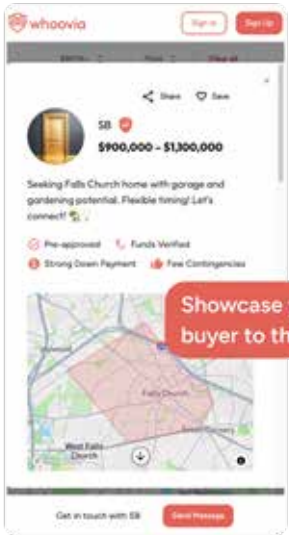 whoovia
Sign In
Sign Up
Clear all
Share
Save
SB
$900,000 - $1,100,000
Seeking Falls Church home with garage and
gardening potential. Flexible timing! Let's
connect!
Pre-approved
Funds Verified
Strong Down Payment
Few Contingencies
Showcase
buyer to th
Falls Church
West Falls
Church
Get in touch with SB
Send Message